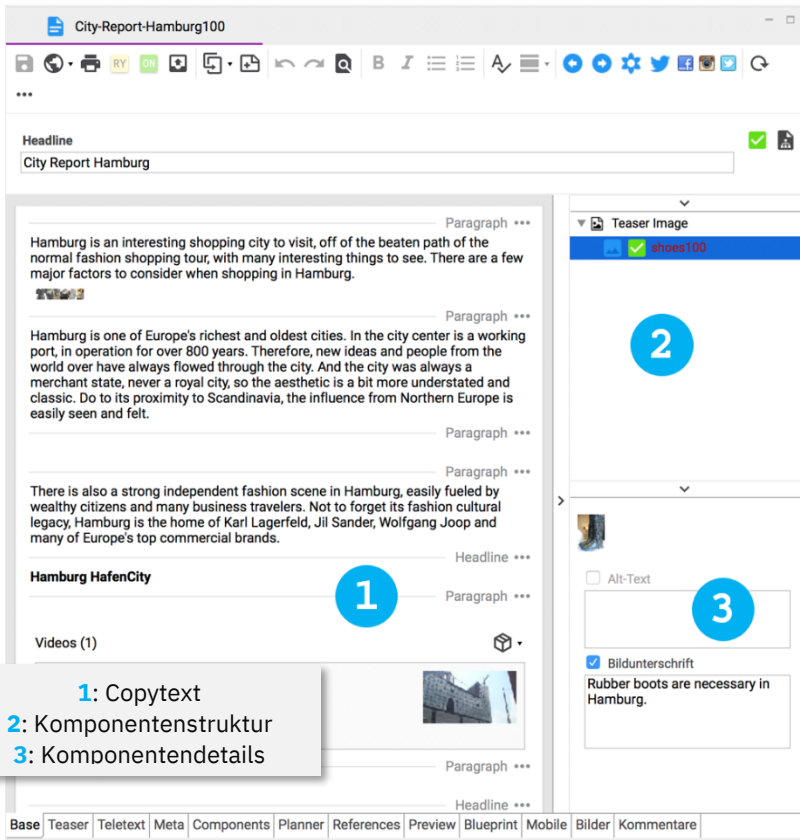 City-Report-Hamburg100
RY
ON
B I
Headline
City Report Hamburg
Paragraph •••
Hamburg is an interesting shopping city to visit, off of the beaten path of the
normal fashion shopping tour, with many interesting things to see. There are a few
major factors to consider when shopping in Hamburg.
Paragraph •••
Hamburg is one of Europe's richest and oldest cities. In the city center is a working
port, in operation for over 800 years. Therefore, new ideas and people from the
world over have always flowed through the city. And the city was always a
merchant state, never a royal city, so the aesthetic is a bit more understated and
classic. Do to its proximity to Scandinavia, the influence from Northern Europe is
easily seen and felt.
Paragraph •••
Paragraph •••
There is also a strong independent fashion scene in Hamburg, easily fueled by
wealthy citizens and many business travelers. Not to forget its fashion cultural
legacy, Hamburg is the home of Karl Lagerfeld, Jil Sander, Wolfgang Joop and
many of Europe's top commercial brands.
Headline •••
Hamburg HafenCity
1
Paragraph •••
Videos (1)
Paragraph •••
Headline •••
Teaser Image
shoes100
2
Alt-Text
3
Bildunterschrift
Rubber boots are necessary in
Hamburg.
1: Copytext
2: Komponentenstruktur
3: Komponentendetails
Base Teaser Teletext Meta Components Planner References Preview Blueprint Mobile Bilder Kommentare